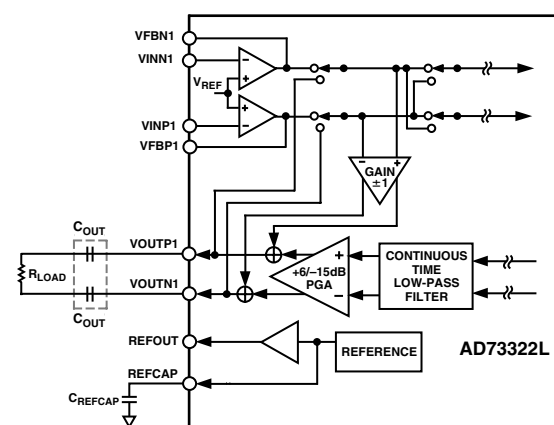 VFBN1
VINN1
VREF
VINP1
VFBP1
GAIN
±1
COUT
VOUTP1
RLOAD
+6/–15dB
PGA
CONTINUOUS
TIME
LOW-PASS
FILTER
VOUTN1
COUT
REFOUT
REFERENCE
AD73322L
REFCAP
CREFCAP